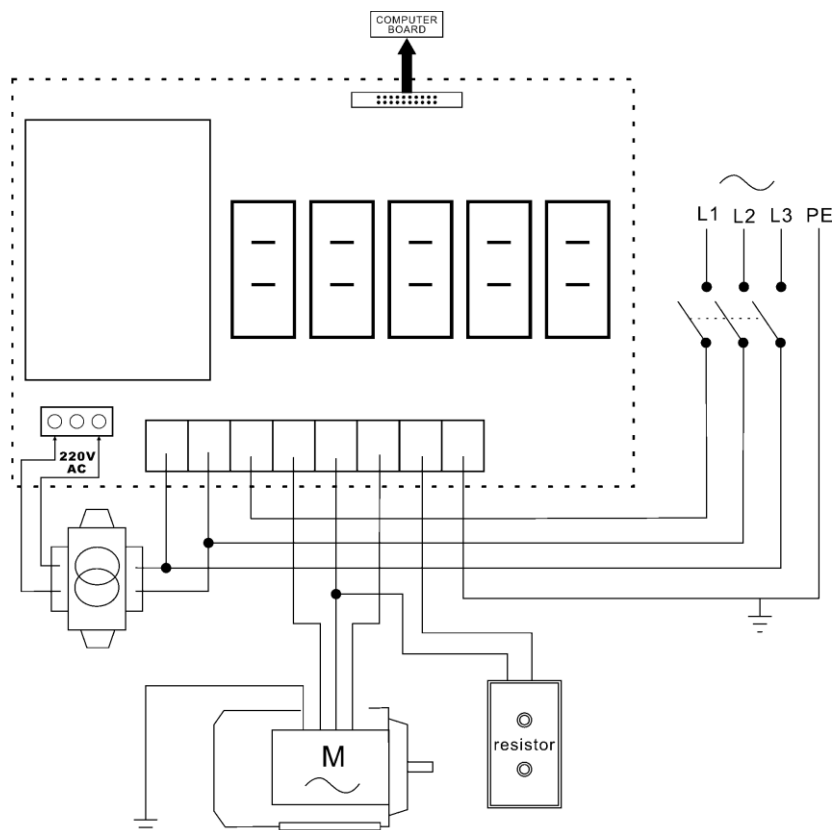 COMPUTER
BOARD
L1 L2 L3 PE
220V
AC
M
resistor